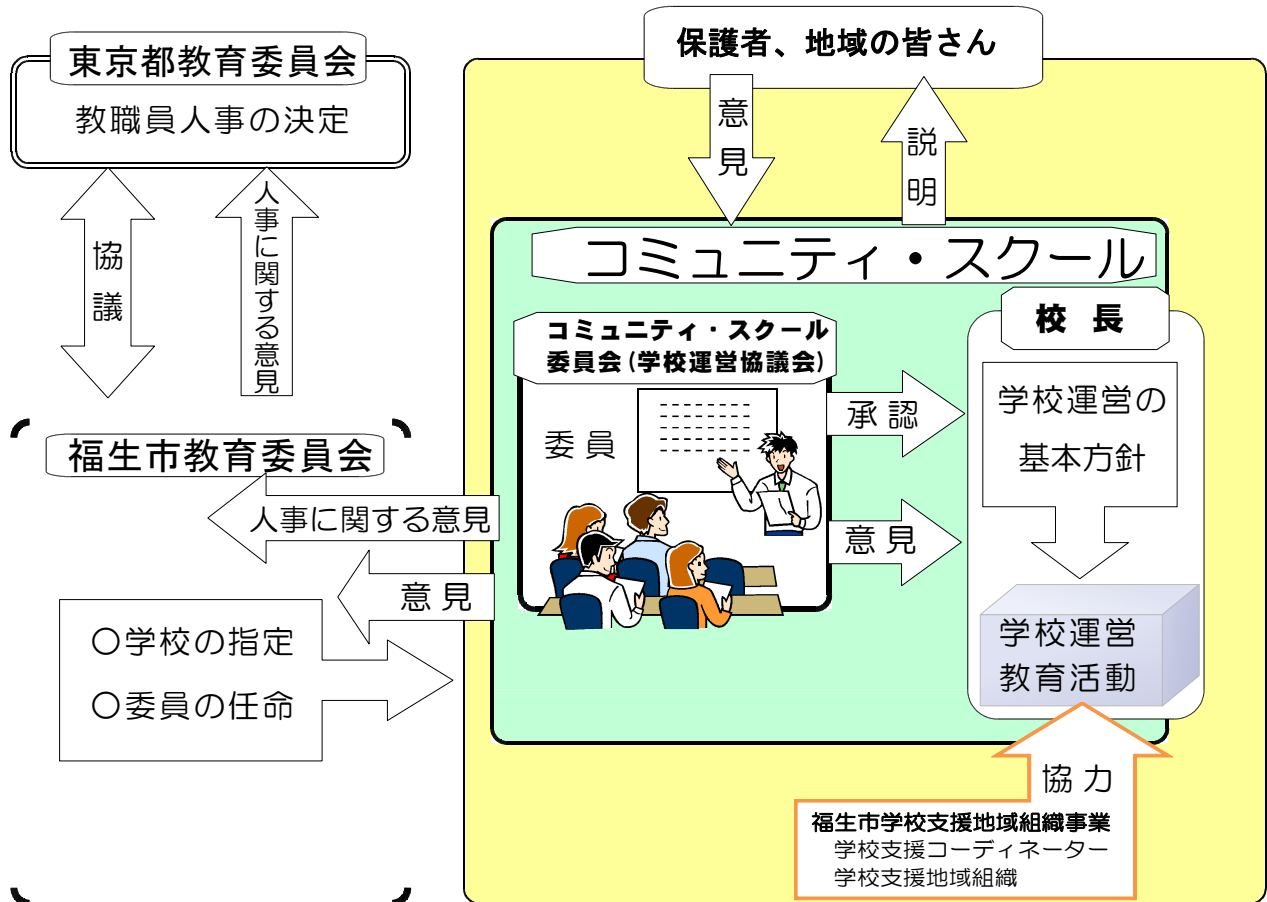 東京都教育委員会
教職員人事の決定
協議
人事に関する意見
福生市教育委員会
人事に関する意見
意見
〇学校の指定
〇委員の任命
保護者、地域の皆さん
意見
説明
コミュニティ・スクール
コミュニティ・スクール
委員会(学校運営協議会)
委員
承認
意見
校長
学校運営の
基本方針
学校運営
教育活動
協力
福生市学校支援地域組織事業
学校支援コーディネーター
学校支援地域組織